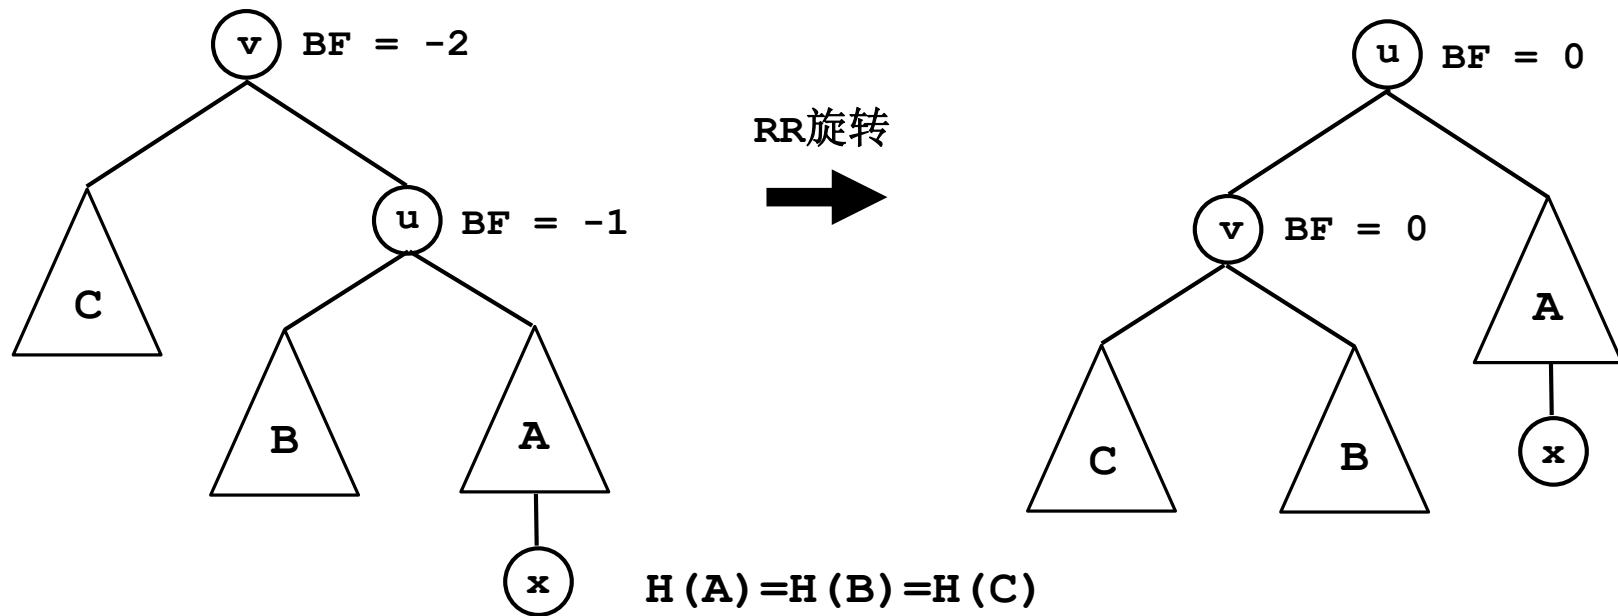 v BF = -2
C
u BF = -1
B
A
x
RR旋转
u BF = 0
v BF = 0
A
C
B
x
H(A)=H(B)=H(C)